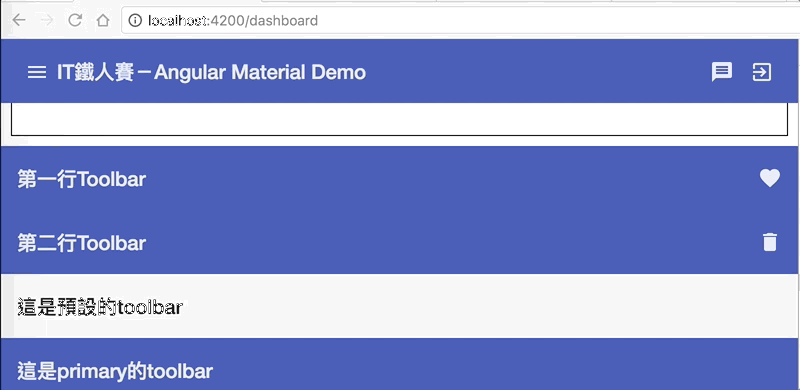 localhost:4200/dashboard
IT鐵人賽－Angular Material Demo
第一行Toolbar
第二行Toolbar
這是預設的toolbar
這是primary的toolbar